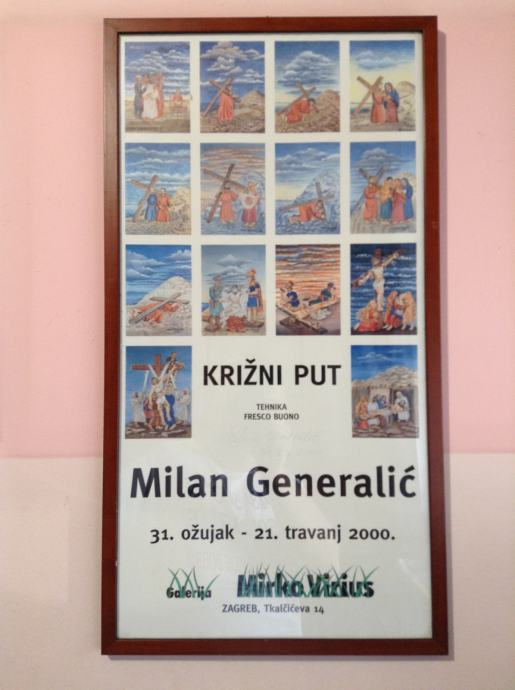 KRIŽNI PUT
TEHNIKA
FRESCO BUONO
Milan Generalić
31. ožujak - 21. travanj 2000.
Galerija Mirko Virius
ZAGREB, Tkalčićeva 14